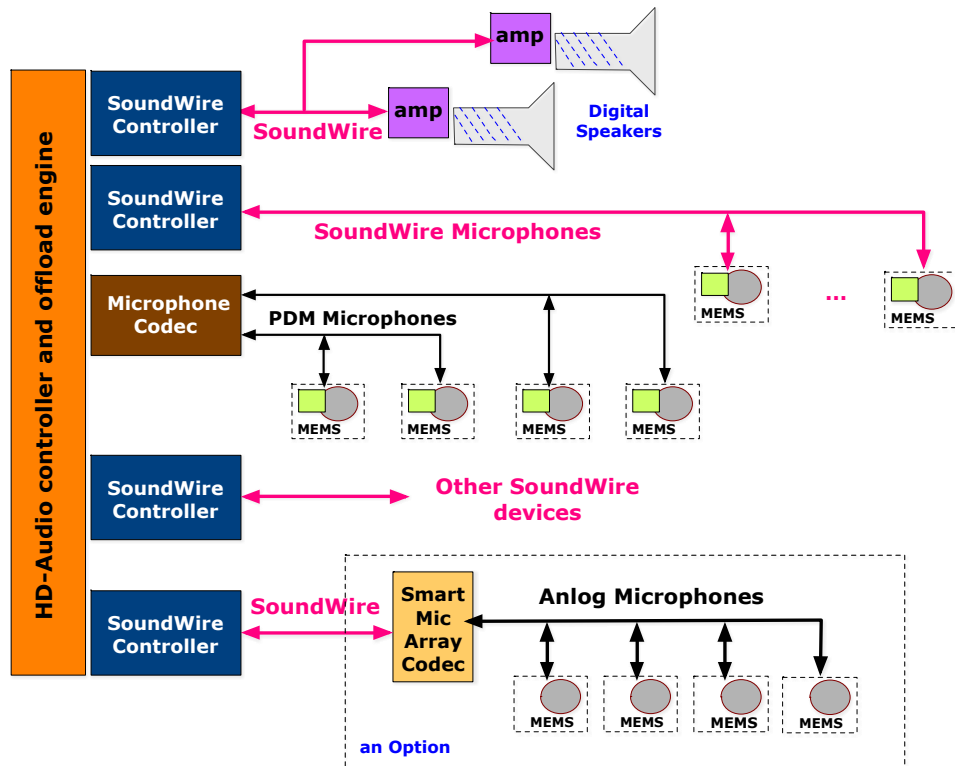 HD-Audio controller and offload engine
SoundWire
Controller
SoundWire
amp
amp
Digital
Speakers
SoundWire
Controller
SoundWire Microphones
MEMS
...
MEMS
Microphone
Codec
PDM Microphones
MEMS
MEMS
MEMS
MEMS
SoundWire
Controller
Other SoundWire
devices
SoundWire
Controller
SoundWire
Smart
Mic
Array
Codec
Anlog Microphones
MEMS
MEMS
MEMS
MEMS
an Option